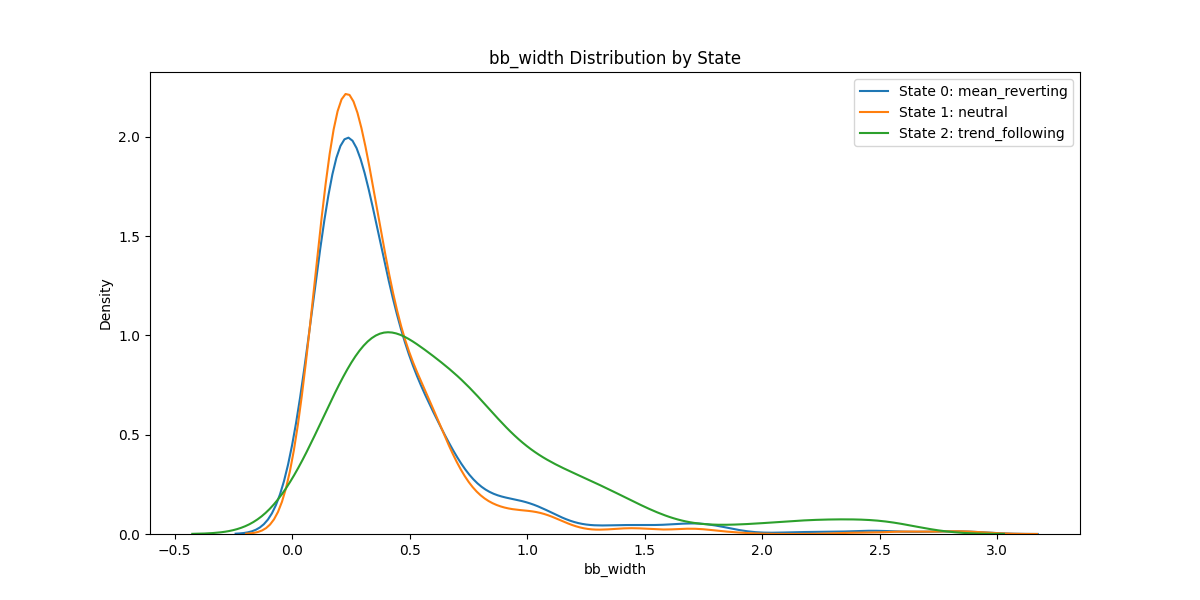 bb_width Distribution by State
State 0: mean_reverting
State 1: neutral
State 2: trend_following
Density
2.0
1.5
1.0
0.5
0.0
−0.5
0.0
0.5
1.0
1.5
2.0
2.5
3.0
bb_width